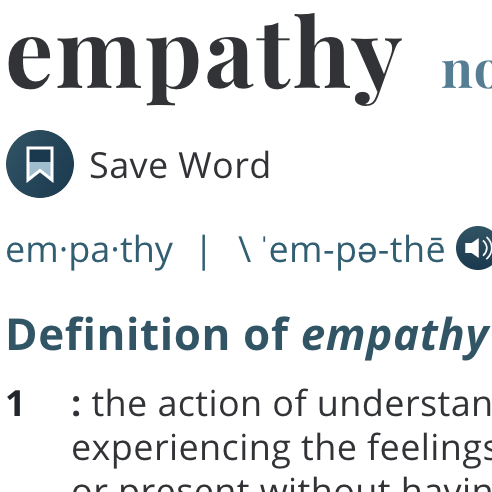 empathy no
Save Word
em·pa·thy | \ ˈem-pə-thē
Definition of empathy
1 : the action of understan
experiencing the feelings
or present without havin